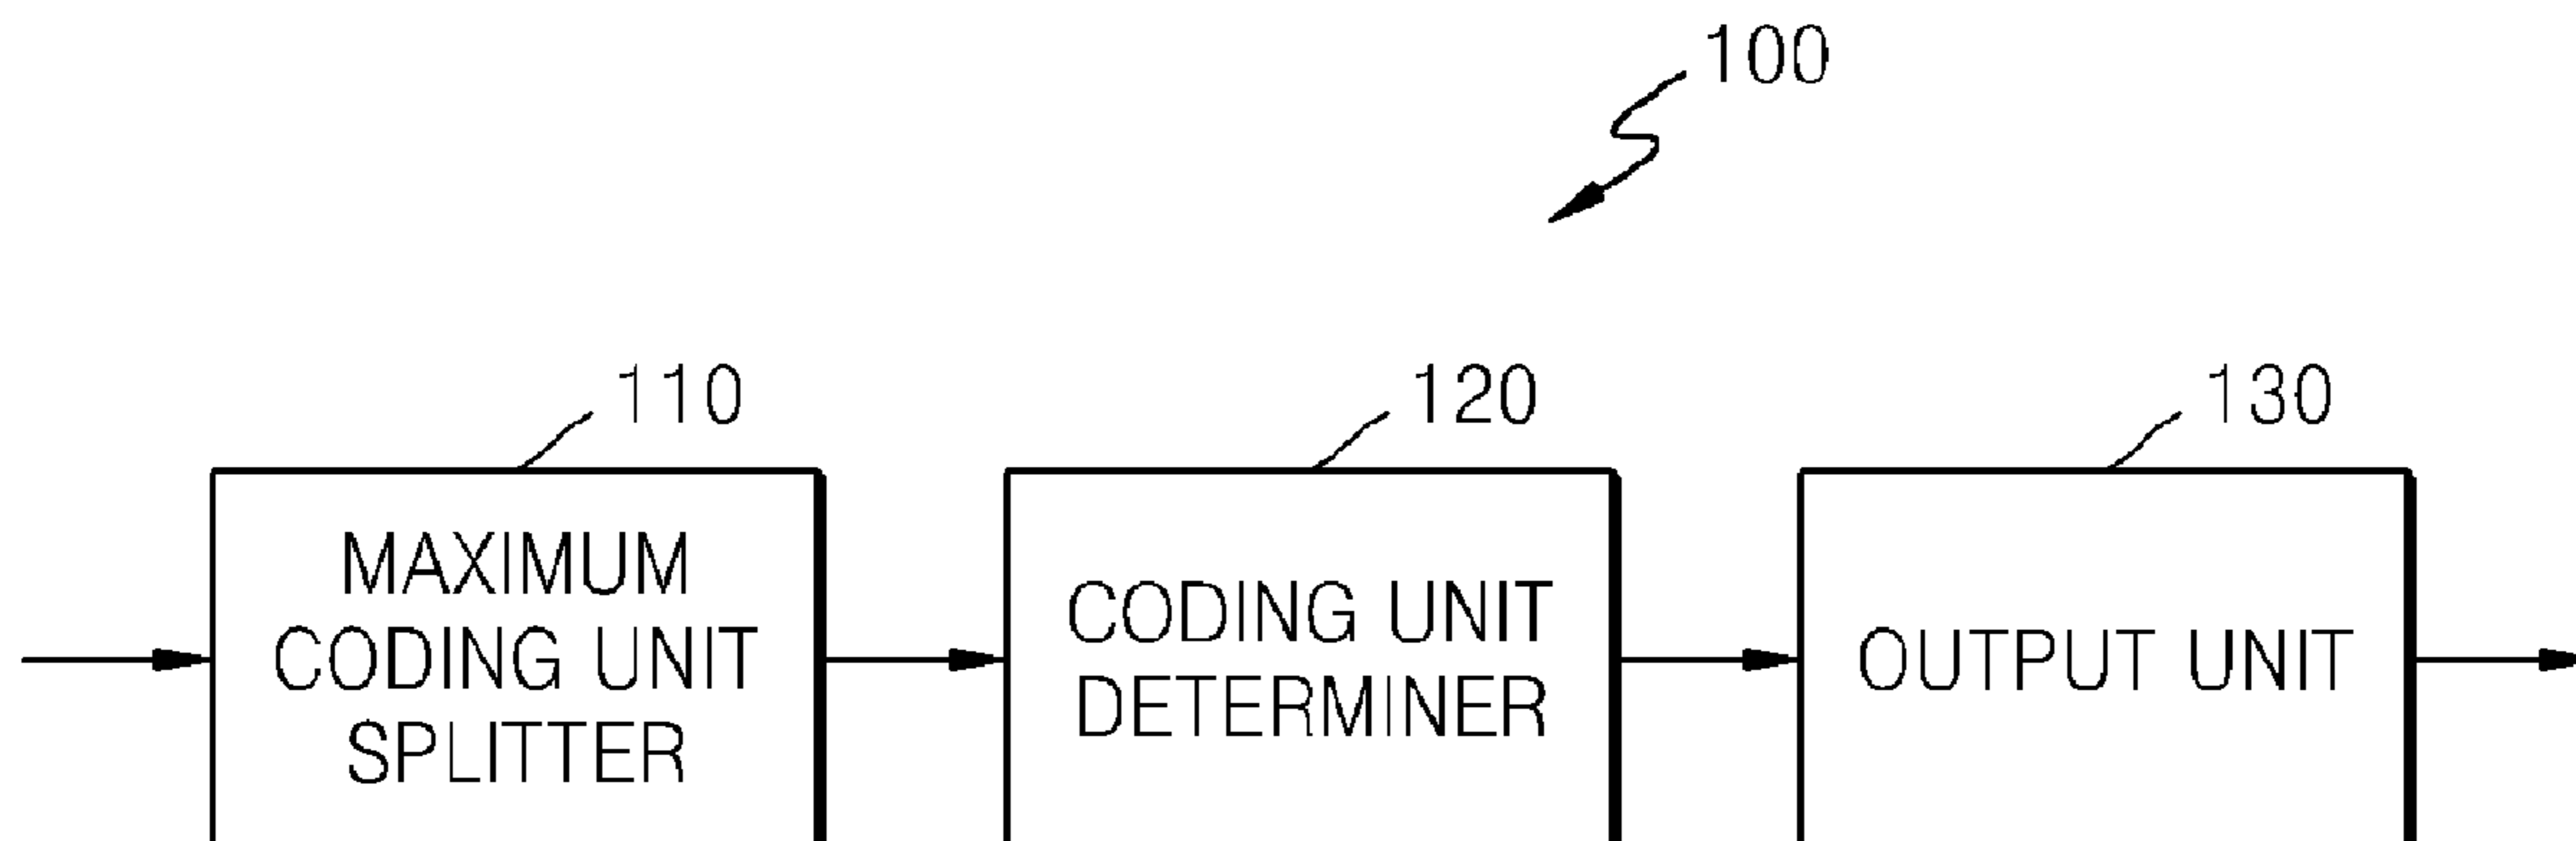 100
110
120
130
MAXIMUM
CODING UNIT
SPLITTER
CODING UNIT
DETERMINER
OUTPUT UNIT